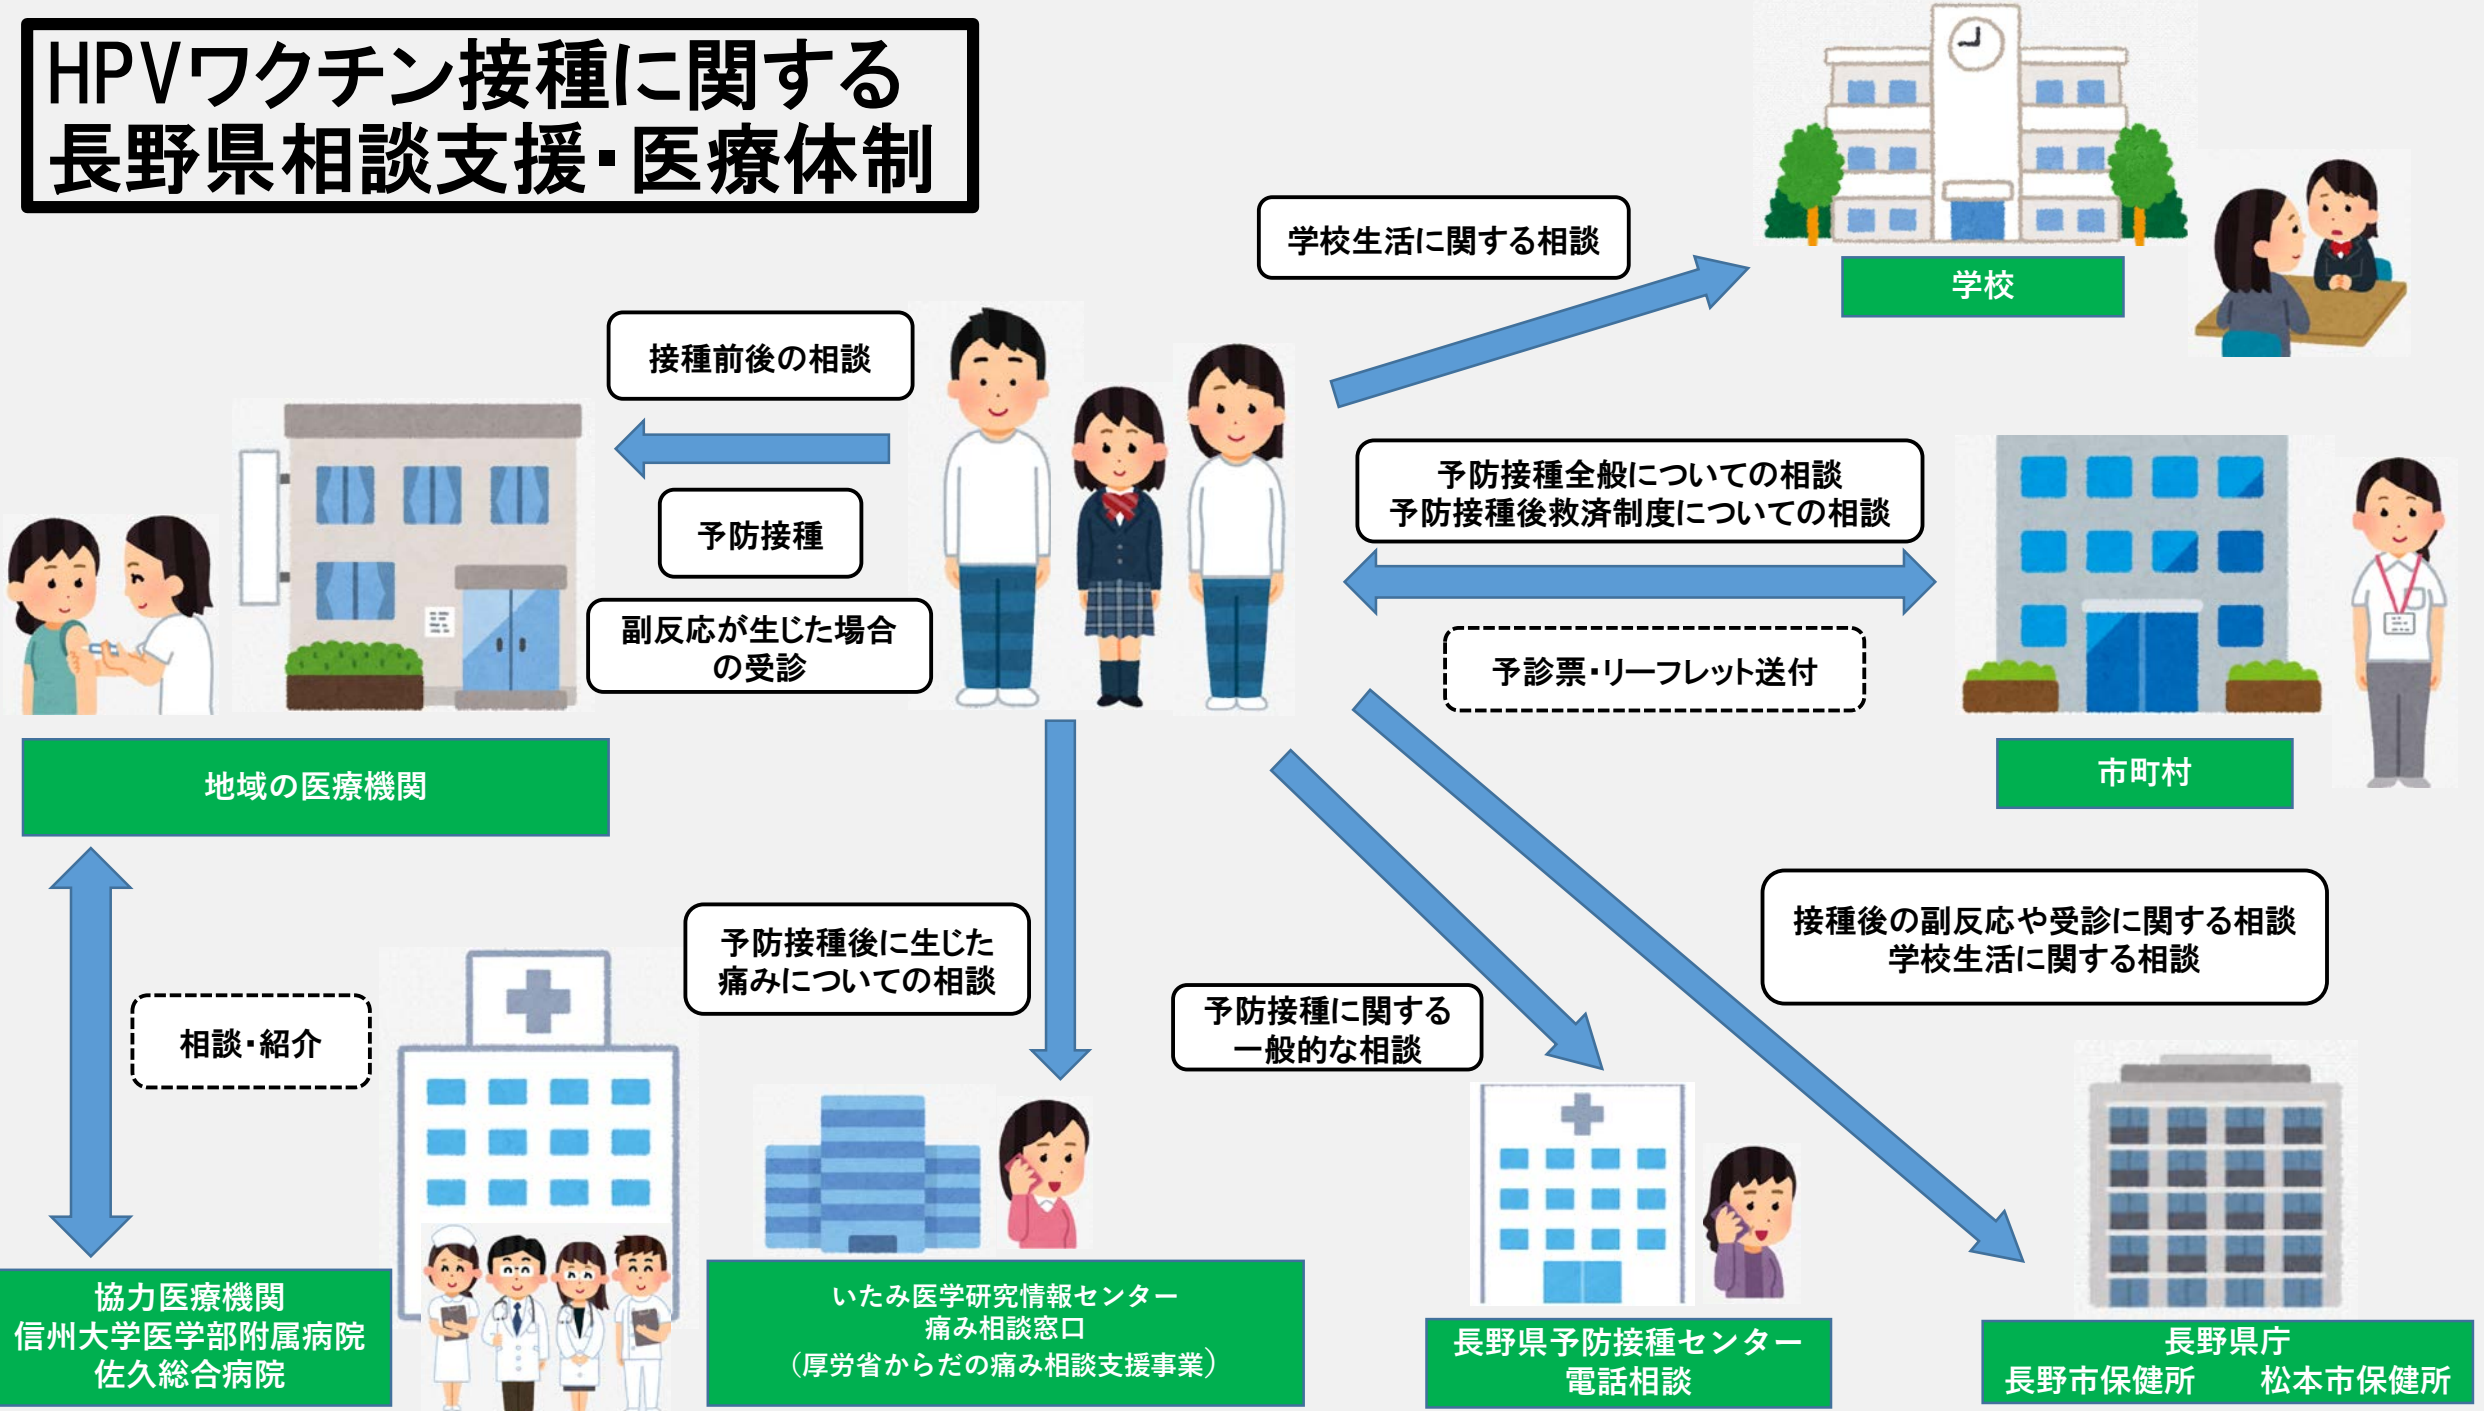 HPVワクチン接種に関する
長野県相談支援・医療体制
学校生活に関する相談
学校
接種前後の相談
予防接種
副反応が生じた場合
の受診
予防接種全般についての相談
予防接種後救済制度についての相談
予診票・リーフレット送付
市町村
地域の医療機関
相談・紹介
予防接種後に生じた
痛みについての相談
予防接種に関する
一般的な相談
接種後の副反応や受診に関する相談
学校生活に関する相談
協力医療機関
信州大学医学部附属病院
佐久総合病院
いたみ医学研究情報センター
痛み相談窓口
（厚労省からだの痛み相談支援事業）
長野県予防接種センター
電話相談
長野県庁
長野市保健所　松本市保健所